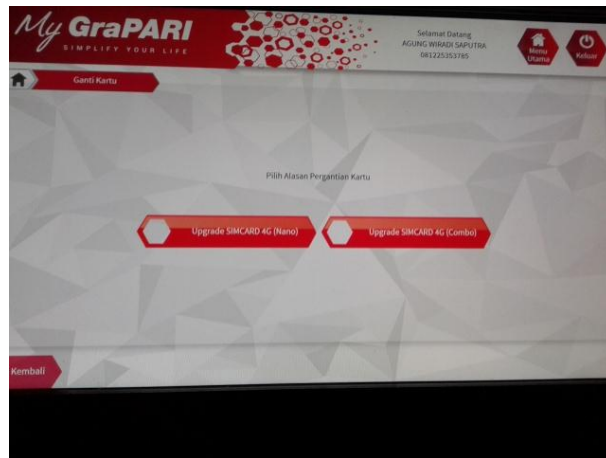 My GraPARI
SIMPLIFY YOUR LIFE
Selamat Datang
AGUNG WIRADI SAPUTRA
081225353785
Menu
Utama
Keluar
Ganti Kartu
Pilih Alasan Pergantian Kartu
Upgrade SIMCARD 4G (Nano)
Upgrade SIMCARD 4G (Combo)
Kembali